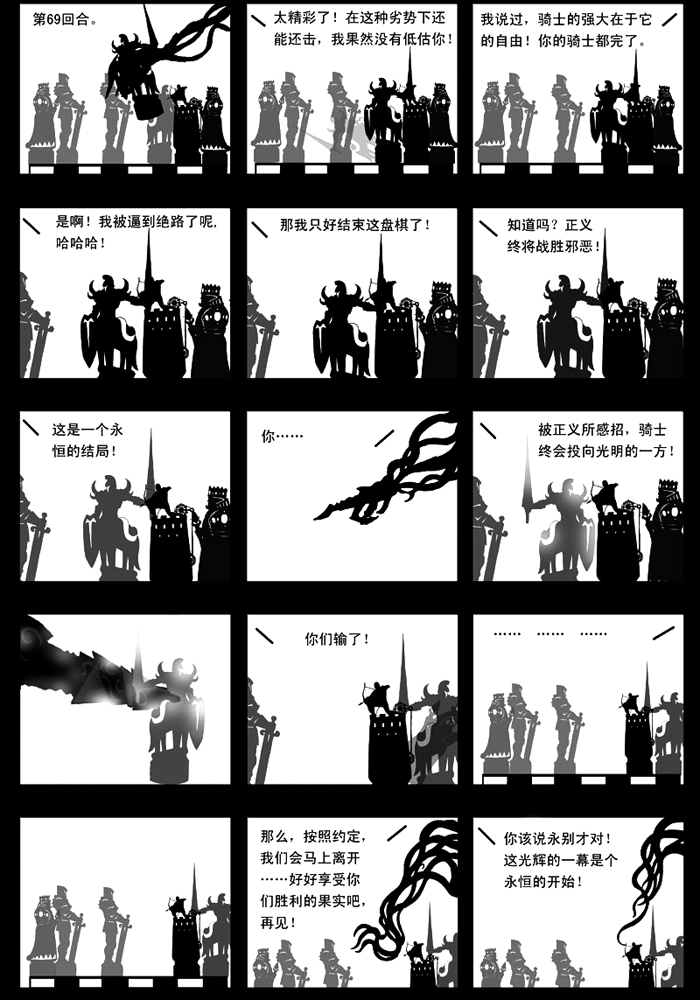 第69回合。
太精彩了！在这种劣势下还
能还击，我果然没有低估你！
我说过，骑士的强大在于它
的自由！你的骑士都完了。
是啊！我被逼到绝路了呢，
哈哈哈！
那我只好结束这盘棋了！
知道吗？正义
终将战胜邪恶！
这是一个永
恒的结局！
你……
被正义所感招，骑士
终会投向光明的一方！
你们输了！
…… …… ……
那么，按照约定，
我们会马上离开
……好好享受你
们胜利的果实吧，
再见！
你该说永别才对！
这光辉的一幕是个
永恒的开始！